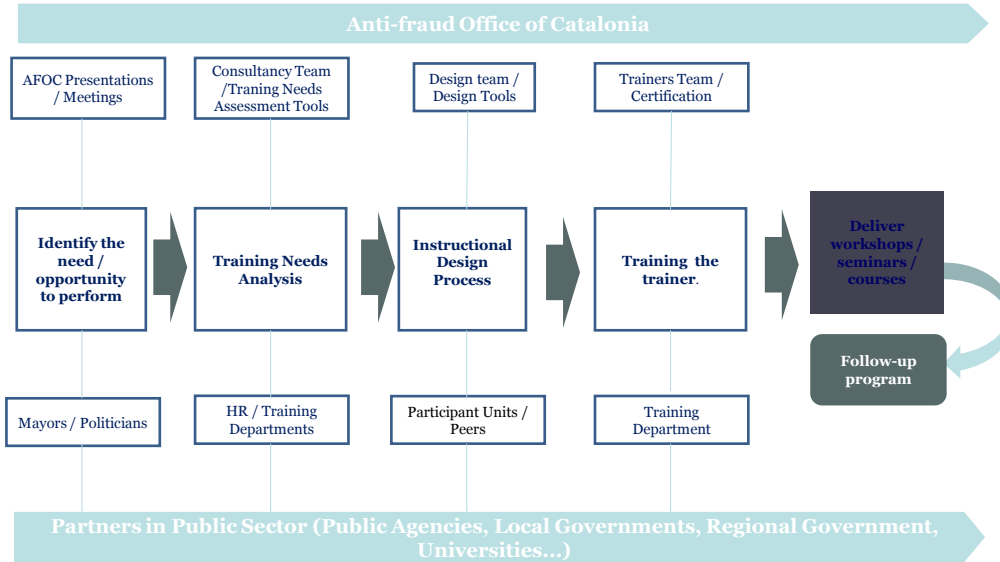 Anti-fraud Office of Catalonia
AFOC Presentations
/ Meetings
Consultancy Team
/Traning Needs
Assessment Tools
Design team /
Design Tools
Trainers Team /
Certification
Identify the
need /
opportunity
to perform
Training Needs
Analysis
Instructional
Design
Process
Training the
trainer.
Deliver
workshops /
seminars /
courses
Follow-up
program
Mayors / Politicians
HR / Training
Departments
Participant Units /
Peers
Training
Department
Partners in Public Sector (Public Agencies, Local Governments, Regional Government,
Universities...)